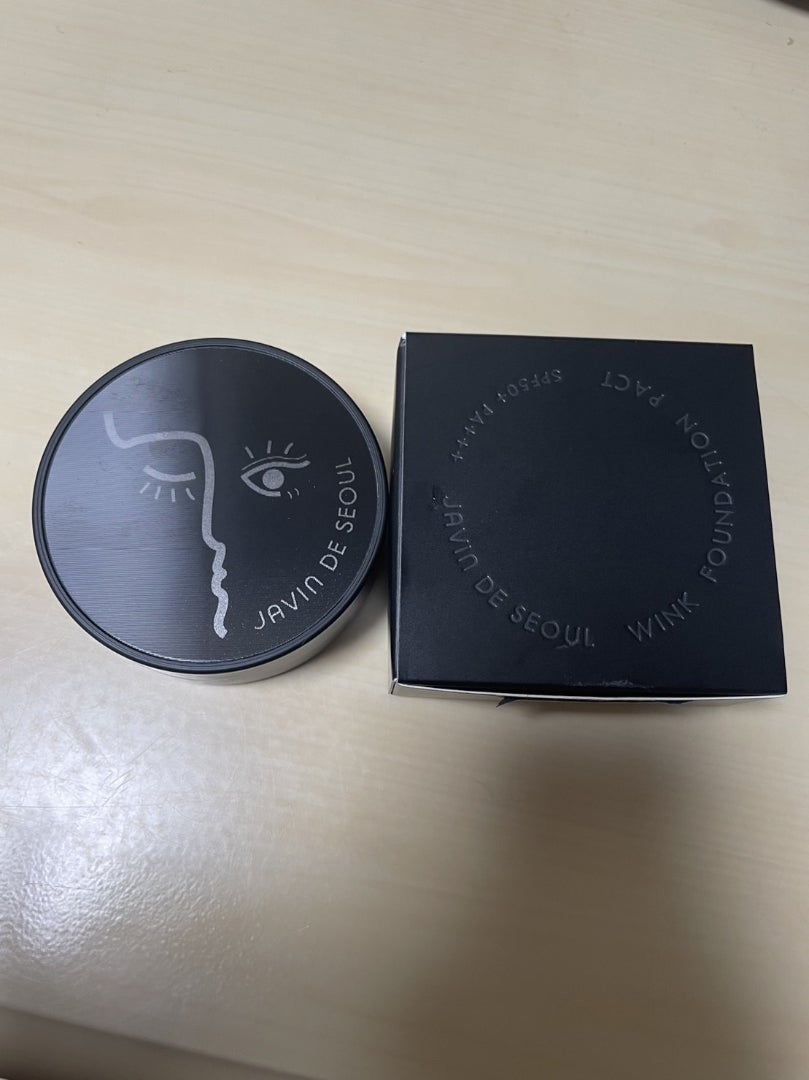 JAVIN DE SEOUL
JAVIN DE SEOUL
WINK FOUNDATION PACT
SPF50+ PA++++